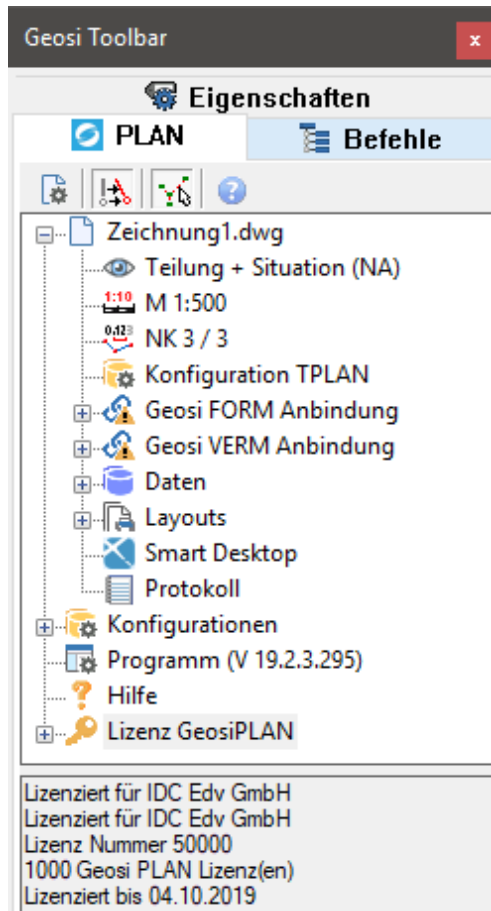 Geosi Toolbar
x
Eigenschaften
PLAN
Befehle
?
Zeichnung1.dwg
Teilung + Situation (NA)
1:10 M 1:500
0,123 NK 3 / 3
Konfiguration TPLAN
Geosi FORM Anbindung
Geosi VERM Anbindung
Daten
Layouts
Smart Desktop
Protokoll
Konfigurationen
Programm (V 19.2.3.295)
? Hilfe
Lizenz GeosiPLAN
Lizenziert für IDC Edv GmbH
Lizenziert für IDC Edv GmbH
Lizenz Nummer 50000
1000 Geosi PLAN Lizenz(en)
Lizenziert bis 04.10.2019